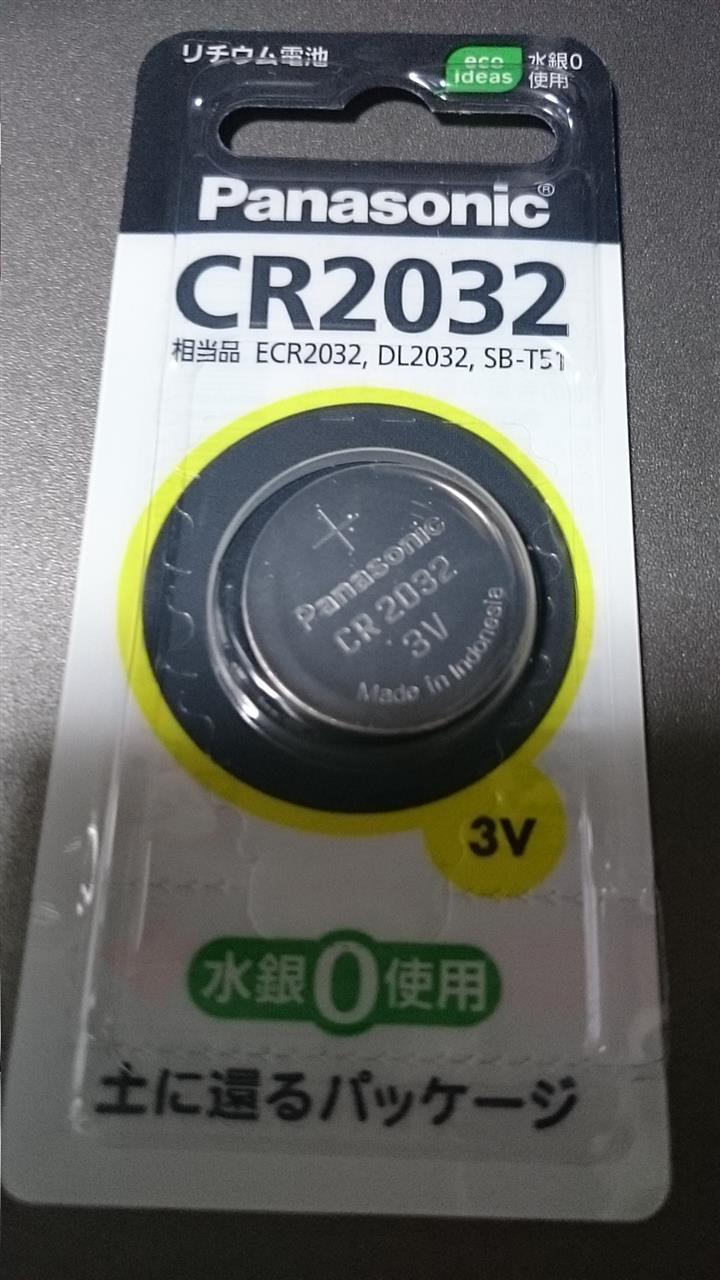 リチウム電池
eco
ideas
水銀0
使用
Panasonic®
CR2032
相当品 ECR2032, DL2032, SB-T51
+
Panasonic
CR2032
3V
Made in Indonesia
3V
水銀0使用
土に還るパッケージ